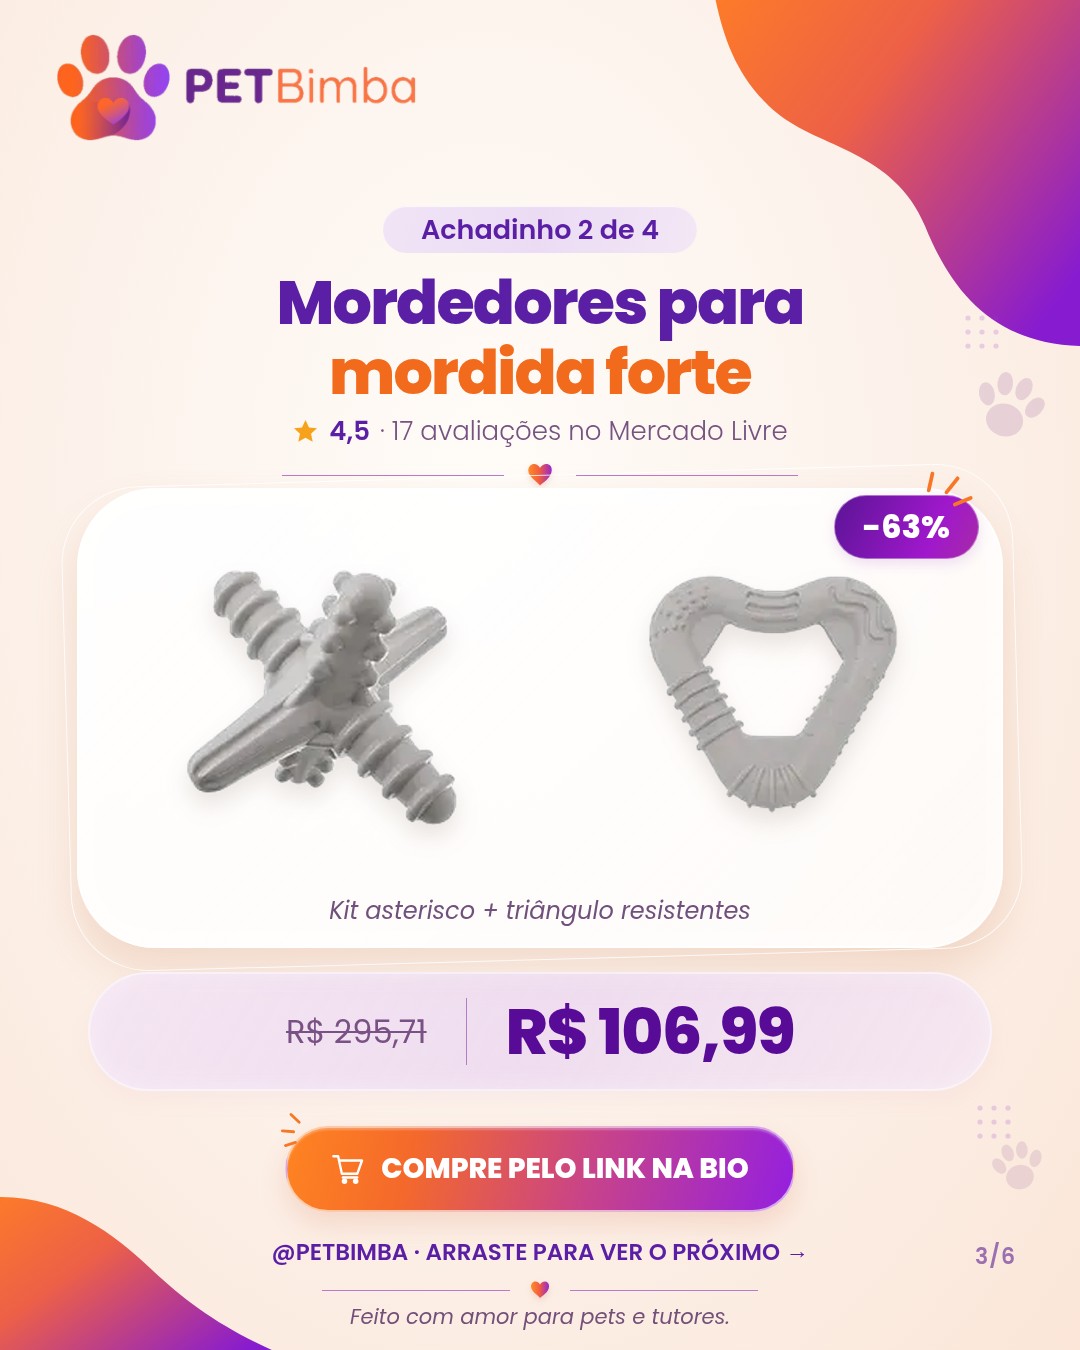 PETBimba
Achadinho 2 de 4
Mordedores para
mordida forte
4,5 · 17 avaliações no Mercado Livre
-63%
Kit asterisco + triângulo resistentes
R$ 295,71
R$ 106,99
COMPRE PELO LINK NA BIO
@PETBIMBA · ARRASTE PARA VER O PRÓXIMO →
3/6
Feito com amor para pets e tutores.